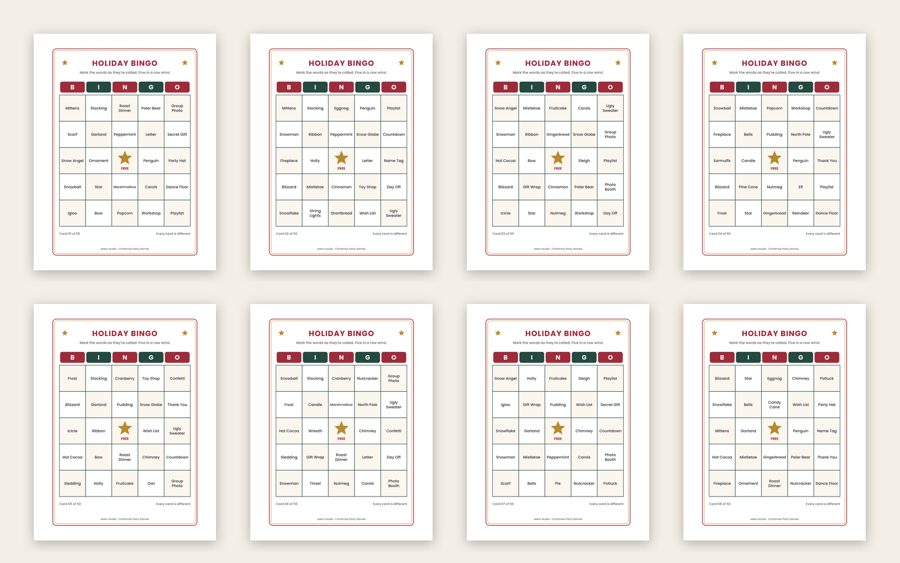 HOLIDAY BINGO
Mark the words as they're called. Five in a row wins!
B I N G O
Mittens Stocking Roast Dinner Polar Bear Group Photo
Scarf Garland Peppermint Letter Secret Gift
Snow Angel Ornament FREE Penguin Party Hat
Snowball Star Marshmallow Carols Dance Floor
Igloo Bow Popcorn Workshop Playlist
Card 01 of 50 Every card is different
HOLIDAY BINGO
Mark the words as they're called. Five in a row wins!
B I N G O
Mittens Stocking Eggnog Penguin Playlist
Snowman Ribbon Peppermint Snow Globe Countdown
Fireplace Holly FREE Letter Name Tag
Blizzard Mistletoe Cinnamon Toy Shop Day Off
Snowflake String Lights Shortbread Wish List Ugly Sweater
Card 02 of 50 Every card is different
HOLIDAY BINGO
Mark the words as they're called. Five in a row wins!
B I N G O
Snow Angel Mistletoe Fruitcake Carols Ugly Sweater
Snowman Ribbon Gingerbread Snow Globe Group Photo
Hot Cocoa Bow FREE Sleigh Playlist
Blizzard Gift Wrap Cinnamon Polar Bear Photo Booth
Icicle Star Nutmeg Workshop Day Off
Card 03 of 50 Every card is different
HOLIDAY BINGO
Mark the words as they're called. Five in a row wins!
B I N G O
Snowball Mistletoe Popcorn Workshop Countdown
Fireplace Bells Pudding North Pole Ugly Sweater
Earmuffs Candle FREE Penguin Thank You
Blizzard Pine Cone Nutmeg Elf Playlist
Frost Star Gingerbread Reindeer Dance Floor
Card 04 of 50 Every card is different
HOLIDAY BINGO
Mark the words as they're called. Five in a row wins!
B I N G O
Frost Stocking Cranberry Toy Shop Confetti
Blizzard Garland Pudding Snow Globe Thank You
Icicle Ribbon FREE Wish List Ugly Sweater
Hot Cocoa Bow Roast Dinner Chimney Countdown
Sledding Holly Fruitcake Owl Group Photo
Card 05 of 50 Every card is different
HOLIDAY BINGO
Mark the words as they're called. Five in a row wins!
B I N G O
Snowball Stocking Cranberry Nutcracker Group Photo
Frost Candle Marshmallow North Pole Ugly Sweater
Hot Cocoa Wreath FREE Chimney Confetti
Sledding Gift Wrap Roast Dinner Letter Day Off
Snowman Tinsel Nutmeg Carols Photo Booth
Card 06 of 50 Every card is different
HOLIDAY BINGO
Mark the words as they're called. Five in a row wins!
B I N G O
Snow Angel Holly Fruitcake Sleigh Playlist
Igloo Gift Wrap Pudding Wish List Secret Gift
Snowflake Garland FREE Chimney Countdown
Snowman Mistletoe Peppermint Carols Photo Booth
Scarf Bells Pie Nutcracker Potluck
Card 07 of 50 Every card is different
HOLIDAY BINGO
Mark the words as they're called. Five in a row wins!
B I N G O
Blizzard Star Eggnog Chimney Potluck
Snowflake Bells Candy Cane Wish List Party Hat
Mittens Garland FREE Penguin Name Tag
Hot Cocoa Mistletoe Gingerbread Polar Bear Thank You
Fireplace Ornament Roast Dinner Nutcracker Dance Floor
Card 08 of 50 Every card is different